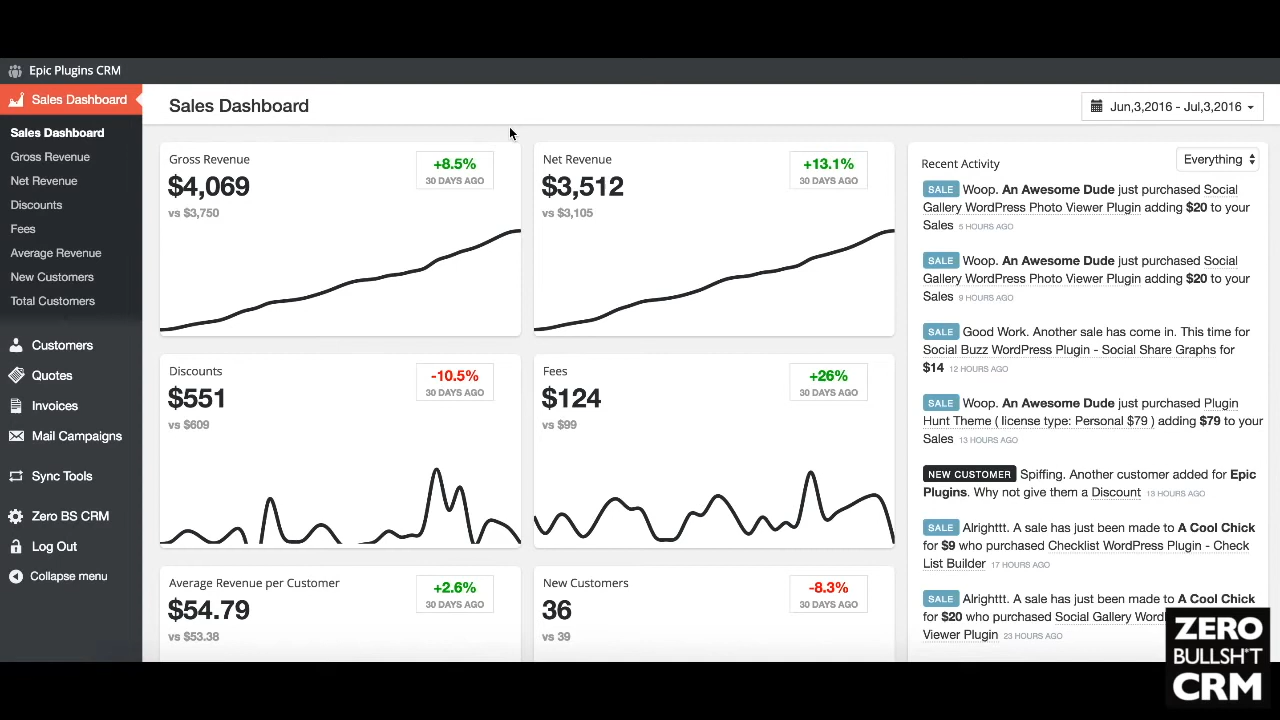 Epic Plugins CRM
Sales Dashboard
Sales Dashboard
Gross Revenue
Net Revenue
Discounts
Fees
Average Revenue
New Customers
Total Customers
Customers
Quotes
Invoices
Mail Campaigns
Sync Tools
Zero BS CRM
Log Out
Collapse menu
Sales Dashboard
Jun,3,2016 - Jul,3,2016
Gross Revenue
$4,069
vs $3,750
+8.5%
30 DAYS AGO
Net Revenue
$3,512
vs $3,105
+13.1%
30 DAYS AGO
Discounts
$551
vs $609
-10.5%
30 DAYS AGO
Fees
$124
vs $99
+26%
30 DAYS AGO
Average Revenue per Customer
$54.79
vs $53.38
+2.6%
30 DAYS AGO
New Customers
36
vs 39
-8.3%
30 DAYS AGO
Recent Activity
Everything
SALE Woop. An Awesome Dude just purchased Social
Gallery WordPress Photo Viewer Plugin adding $20 to your
Sales 5 HOURS AGO
SALE Woop. An Awesome Dude just purchased Social
Gallery WordPress Photo Viewer Plugin adding $20 to your
Sales 9 HOURS AGO
SALE Good Work. Another sale has come in. This time for
Social Buzz WordPress Plugin - Social Share Graphs for
$14 12 HOURS AGO
SALE Woop. An Awesome Dude just purchased Plugin
Hunt Theme ( license type: Personal $79 ) adding $79 to your
Sales 13 HOURS AGO
NEW CUSTOMER Spiffing. Another customer added for Epic
Plugins. Why not give them a Discount 13 HOURS AGO
SALE Alrighttt. A sale has just been made to A Cool Chick
for $9 who purchased Checklist WordPress Plugin - Check
List Builder 17 HOURS AGO
SALE Alrighttt. A sale has just been made to A Cool Chick
for $20 who purchased Social Gallery Word
Viewer Plugin 23 HOURS AGO
ZERO
BULLSH*T
CRM